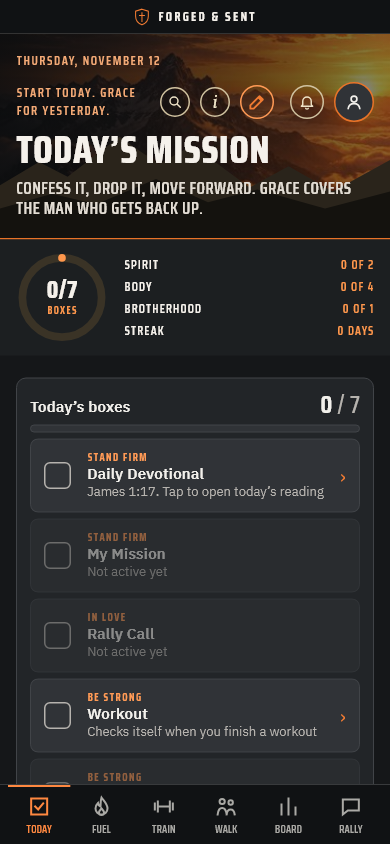 FORGED & SENT
THURSDAY, NOVEMBER 12
START TODAY. GRACE
FOR YESTERDAY.
i
TODAY'S MISSION
CONFESS IT, DROP IT, MOVE FORWARD. GRACE COVERS
THE MAN WHO GETS BACK UP.
0/7
BOXES
SPIRIT 0 OF 2
BODY 0 OF 4
BROTHERHOOD 0 OF 1
STREAK 0 DAYS
Today's boxes 0 / 7
STAND FIRM
Daily Devotional
James 1:17. Tap to open today's reading
STAND FIRM
My Mission
Not active yet
IN LOVE
Rally Call
Not active yet
BE STRONG
Workout
Checks itself when you finish a workout
BE STRONG
TODAY FUEL TRAIN WALK BOARD RALLY